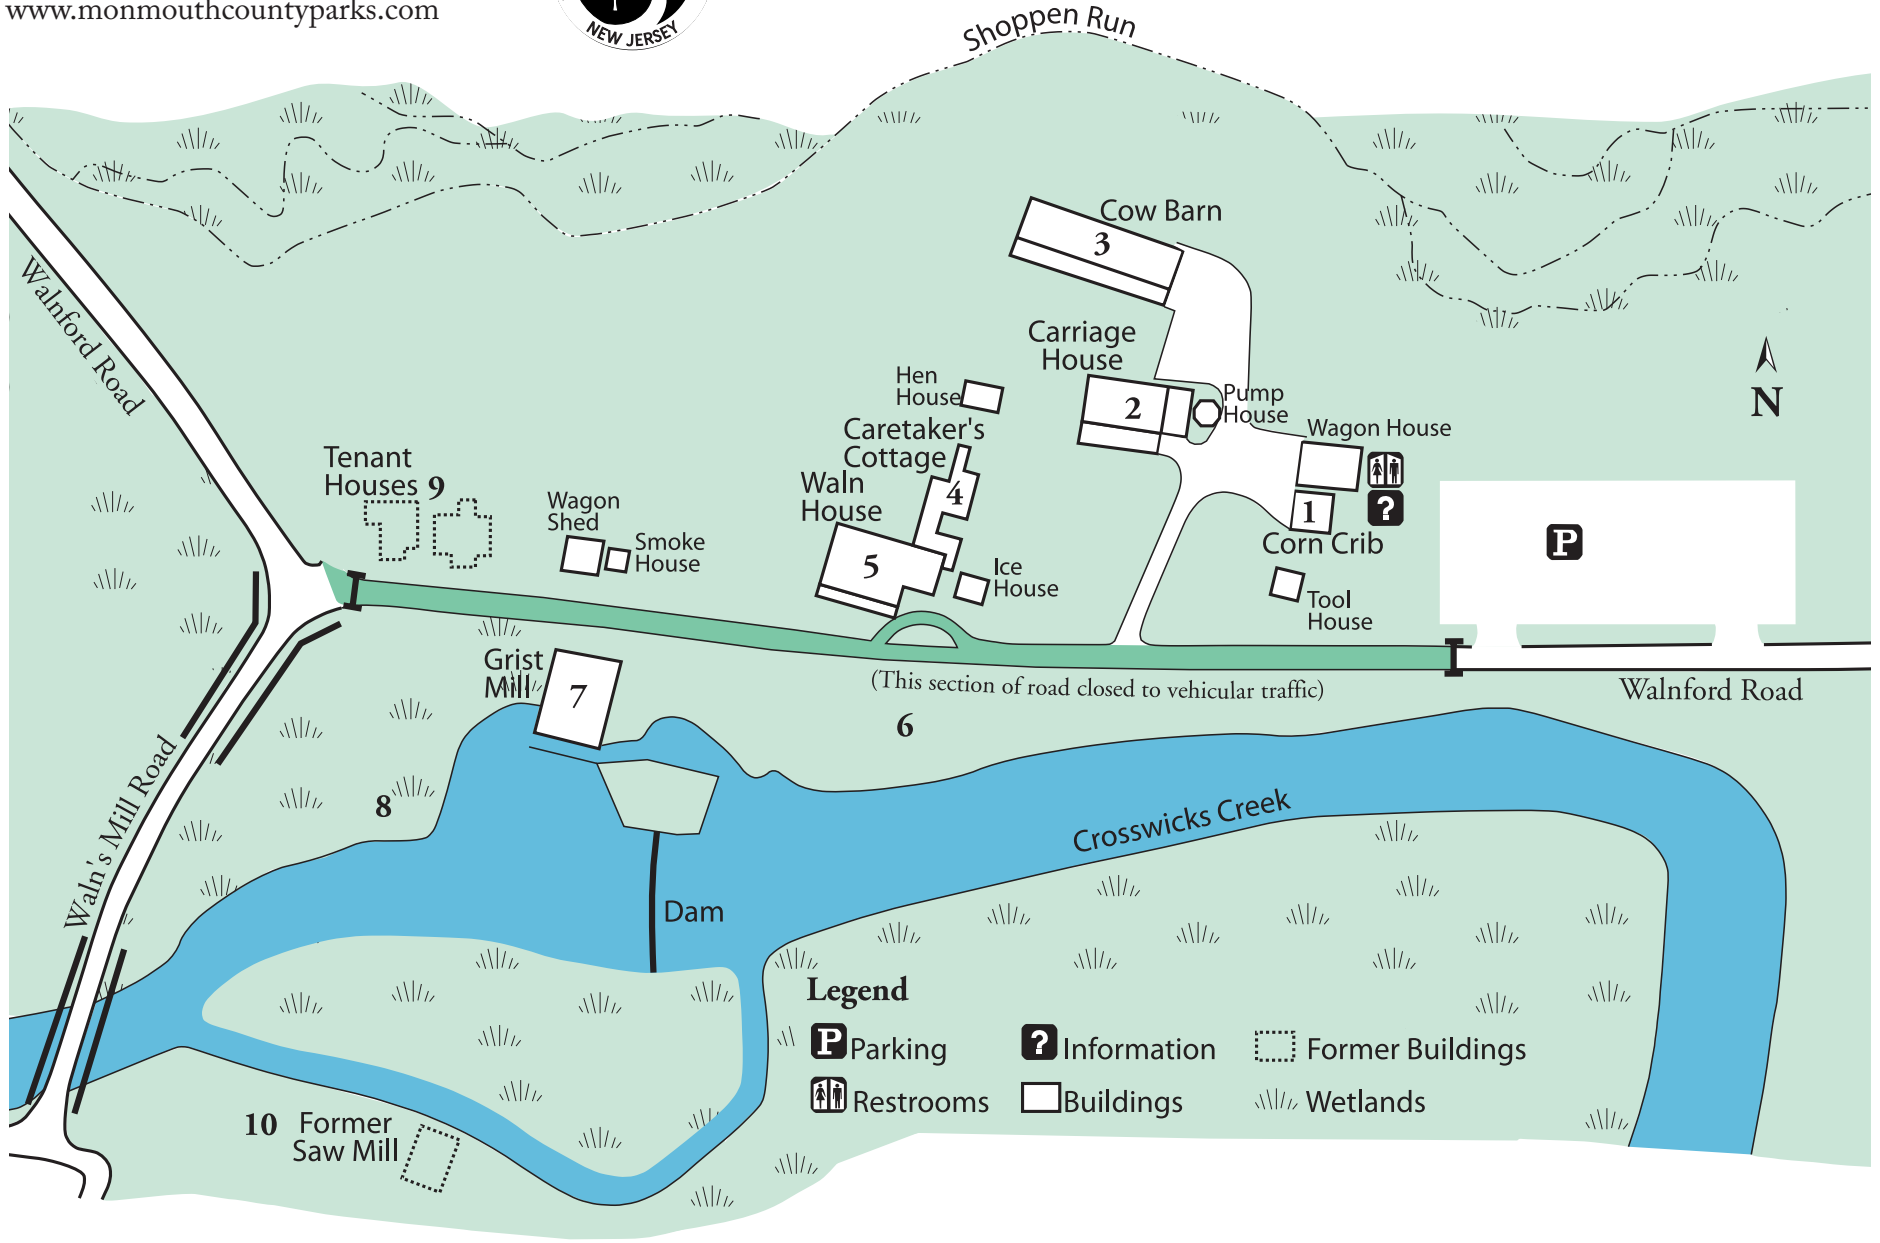 www.monmouthcountyparks.com
NEW JERSEY
Shoppen Run
Cow Barn
3
Walnford Road
Carriage
House
2
Pump
House
Hen
House
Wagon House
N
Caretaker's
Cottage
4
Tenant
Houses 9
Waln
House
5
Wagon
Shed
Smoke
House
Ice
House
1
?
Corn Crib
P
Tool
House
Grist
Mill
7
(This section of road closed to vehicular traffic)
Walnford Road
6
8
Waln's Mill Road
Crosswicks Creek
Dam
Legend
P Parking
? Information
Former Buildings
Restrooms
Buildings
Wetlands
10 Former
Saw Mill